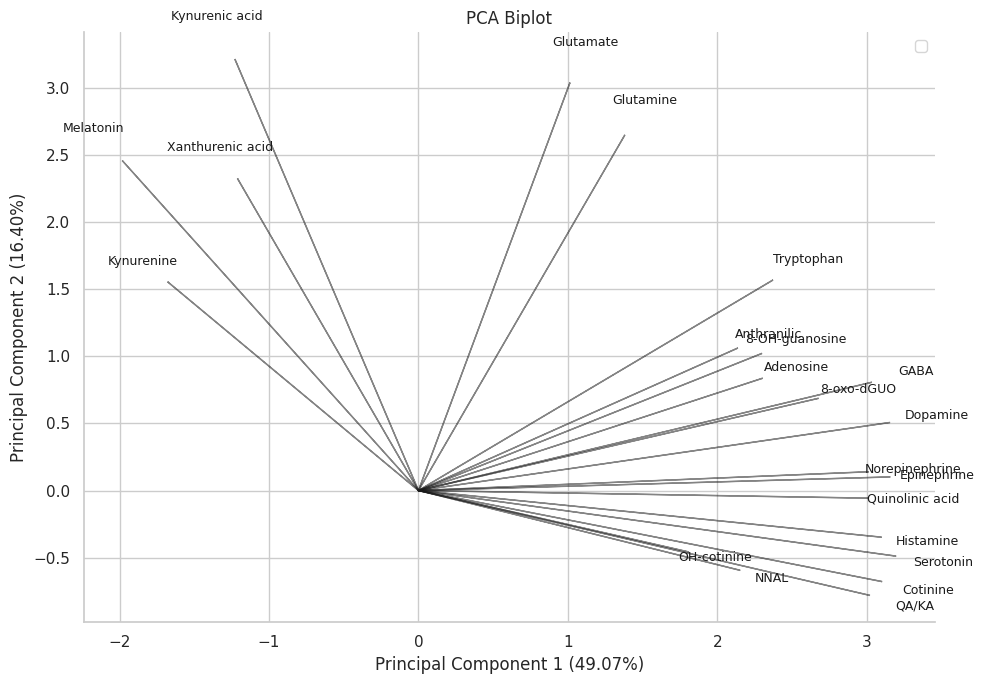 Kynurenic acid
PCA Biplot
Glutamate
Glutamine
Melatonin
Xanthurenic acid
Kynurenine
Tryptophan
Anthranilic
8-OH-guanosine
Adenosine
GABA
8-oxo-dGUO
Dopamine
Norepinephrine
Epinephrine
Quinolinic acid
Histamine
OH-cotinine
Serotonin
NNAL
Cotinine
QA/KA
3.0
2.5
2.0
1.5
1.0
0.5
0.0
−0.5
Principal Component 2 (16.40%)
−2
−1
0
1
2
3
Principal Component 1 (49.07%)